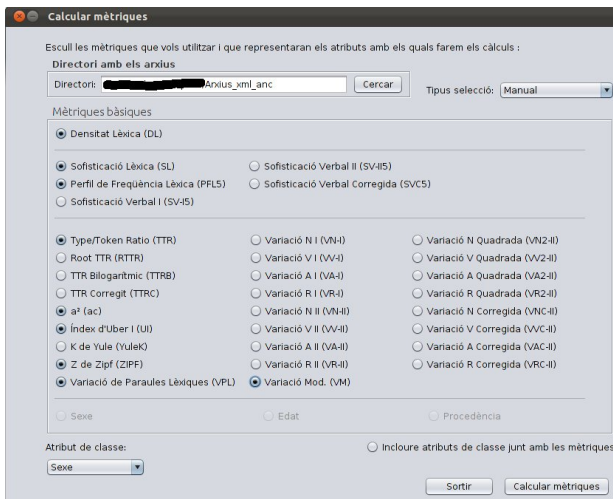 Calcular mètriques
Escull les mètriques que vols utilitzar i que representaran els atributs amb els quals farem els càlculs :
Directori amb els arxius
Directori: Arxius_xml_anc Cercar Tipus selecció: Manual
Mètriques bàsiques
Densitat Lèxica (DL)
Sofisticació Lèxica (SL) Sofisticació Verbal II (SV-II5)
Perfil de Freqüència Lèxica (PFL5) Sofisticació Verbal Corregida (SVC5)
Sofisticació Verbal I (SV-I5)
Type/Token Ratio (TTR) Variació N I (VN-I) Variació N Quadrada (VN2-II)
Root TTR (RTTR) Variació V I (VV-I) Variació V Quadrada (VV2-II)
TTR Bilogarítmic (TTRB) Variació A I (VA-I) Variació A Quadrada (VA2-II)
TTR Corregit (TTRC) Variació R I (VR-I) Variació R Quadrada (VR2-II)
a² (ac) Variació N II (VN-II) Variació N Corregida (VNC-II)
Índex d'Uber I (UI) Variació V II (VV-II) Variació V Corregida (VVC-II)
K de Yule (YuleK) Variació A II (VA-II) Variació A Corregida (VAC-II)
Z de Zipf (ZIPF) Variació R II (VR-II) Variació R Corregida (VRC-II)
Variació de Paraules Lèxiques (VPL) Variació Mod. (VM)
Sexe Edat Procedència
Atribut de classe: Incloure atributs de classe junt amb les mètriques
Sexe
Sortir Calcular mètriques